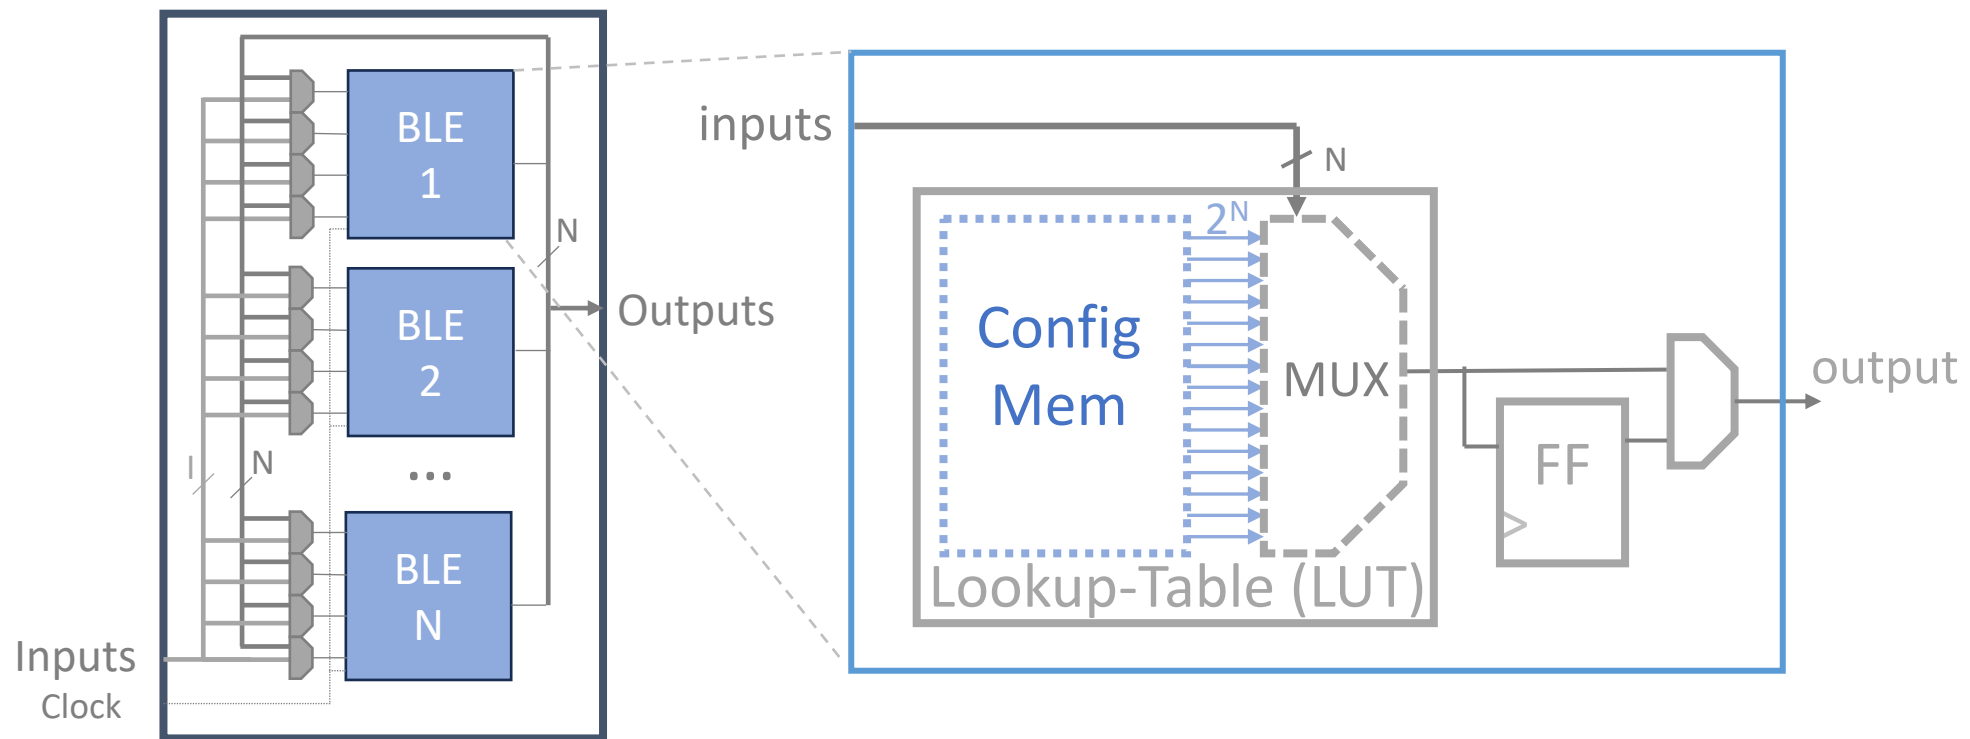 BLE
1
N
BLE
2
Outputs
I
N
...
BLE
N
Inputs
Clock
inputs
N
2ᴺ
Config
Mem
MUX
Lookup-Table (LUT)
FF
output